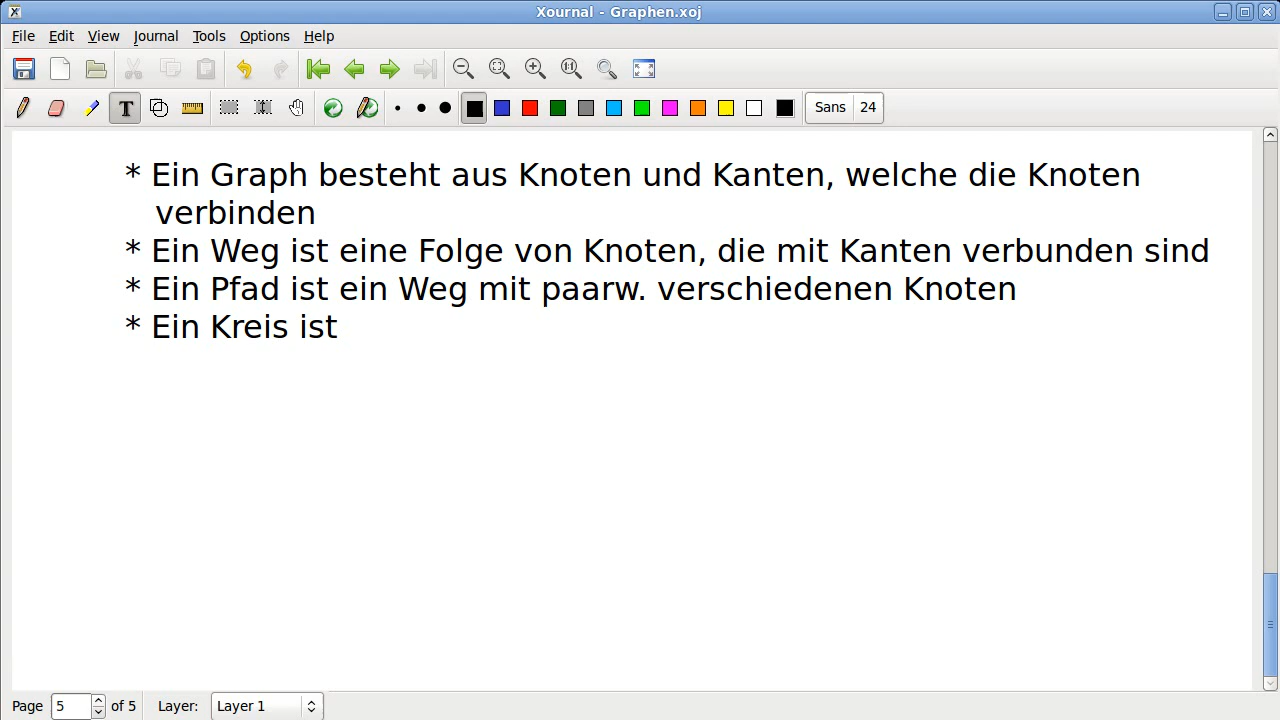 Xournal - Graphen.xoj
File Edit View Journal Tools Options Help
Sans 24
* Ein Graph besteht aus Knoten und Kanten, welche die Knoten
verbinden
* Ein Weg ist eine Folge von Knoten, die mit Kanten verbunden sind
* Ein Pfad ist ein Weg mit paarw. verschiedenen Knoten
* Ein Kreis ist
Page 5 of 5 Layer: Layer 1